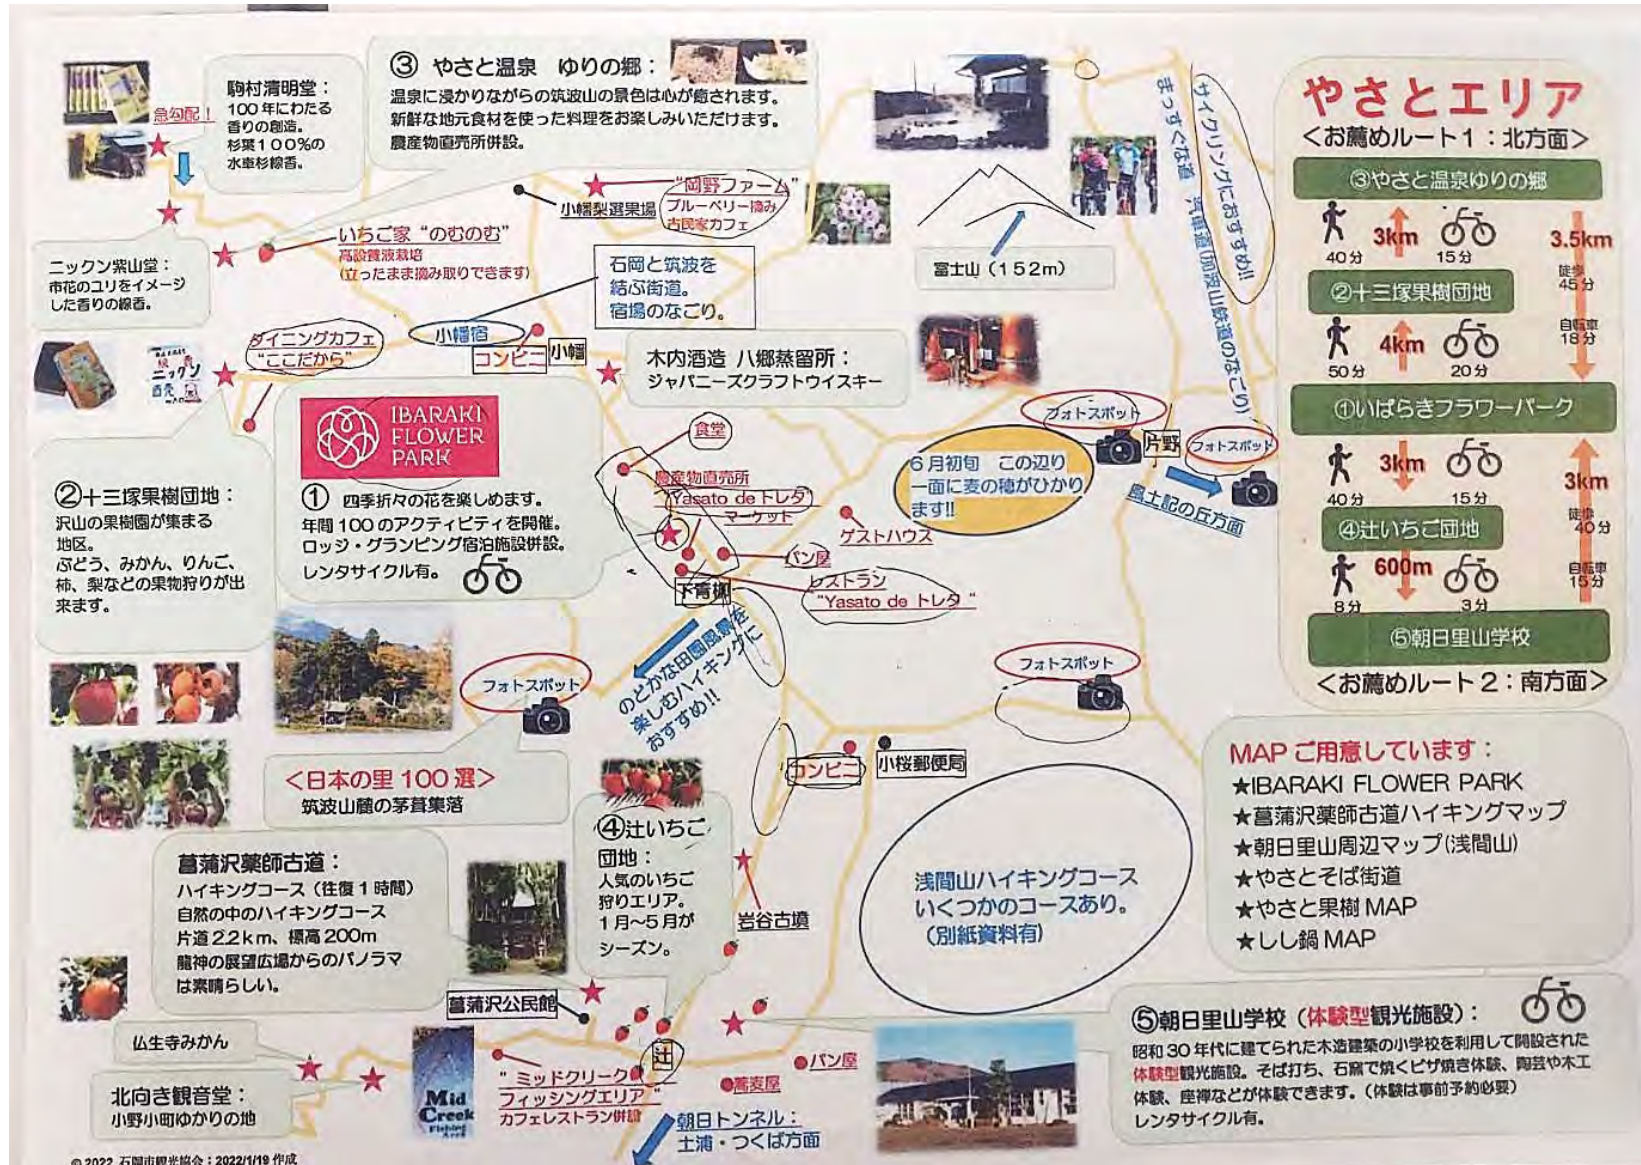 ③ やさと温泉 ゆりの郷：
温泉に浸かりながらの筑波山の景色は心が癒されます。
新鮮な地元食材を使った料理をお楽しみいただけます。
農産物直売所併設。
駒村清明堂：
100年にわたる
香りの創造。
杉葉100%の
水車杉線香。
急勾配！
ニックン紫山堂：
市花のユリをイメージ
した香りの線香。
いちご家 “のむのむ”
高設養液栽培
(立ったまま摘み取りできます)
小幡梨選果場
“岡野ファーム”
ブルーベリー摘み
古民家カフェ
石岡と筑波を
結ぶ街道。
宿場のなごり。
富士山（152m）
サイクリングにおすすめ!!
まっすぐな道 汽車道(加波山鉄道のなごり)
ダイニングカフェ
“ここだから”
小幡宿
コンビニ
小幡
木内酒造 八郷蒸留所：
ジャパニーズクラフトウイスキー
IBARAKI
FLOWER
PARK
① 四季折々の花を楽しめます。
年間100のアクティビティを開催。
ロッジ・グランピング宿泊施設併設。
レンタサイクル有。
②十三塚果樹団地：
沢山の果樹園が集まる
地区。
ぶどう、みかん、りんご、
柿、梨などの果物狩りが出
来ます。
食堂
農産物直売所
“Yasato deトレタ”
マーケット
パン屋
レストラン
“Yasato de トレタ ”
下青柳
ゲストハウス
6月初旬 この辺り
一面に麦の穂がひかり
ます!!
フォトスポット
片野
フォトスポット
風土記の丘方面
のどかな田園風景を
楽しむハイキングに
おすすめ!!
フォトスポット
フォトスポット
コンビニ
小桜郵便局
＜日本の里100選＞
筑波山麓の茅葺集落
菖蒲沢薬師古道：
ハイキングコース（往復1時間）
自然の中のハイキングコース
片道2.2km、標高200m
龍神の展望広場からのパノラマ
は素晴らしい。
④辻いちご
団地：
人気のいちご
狩りエリア。
1月〜5月が
シーズン。
岩谷古墳
浅間山ハイキングコース
いくつかのコースあり。
（別紙資料有）
菖蒲沢公民館
仏生寺みかん
北向き観音堂：
小野小町ゆかりの地
Mid
Creek
Fishing
Area
“ ミッドクリーク
フィッシングエリア ”
カフェレストラン併設
辻
パン屋
蕎麦屋
朝日トンネル：
土浦・つくば方面
⑤朝日里山学校（体験型観光施設）：
昭和30年代に建てられた木造建築の小学校を利用して開設された
体験型観光施設。そば打ち、石窯で焼くピザ焼き体験、陶芸や木工
体験、座禅などが体験できます。（体験は事前予約必要）
レンタサイクル有。
やさとエリア
＜お薦めルート1：北方面＞
③やさと温泉ゆりの郷
3km
40分
15分
3.5km
徒歩
45分
②十三塚果樹団地
4km
50分
20分
自転車
18分
①いばらきフラワーパーク
3km
40分
15分
3km
徒歩
40分
④辻いちご団地
600m
8分
3分
自転車
15分
⑤朝日里山学校
＜お薦めルート2：南方面＞
MAPご用意しています：
★IBARAKI FLOWER PARK
★菖蒲沢薬師古道ハイキングマップ
★朝日里山周辺マップ(浅間山)
★やさとそば街道
★やさと果樹MAP
★しし鍋MAP
© 2022 石岡市観光協会：2022/1/19 作成